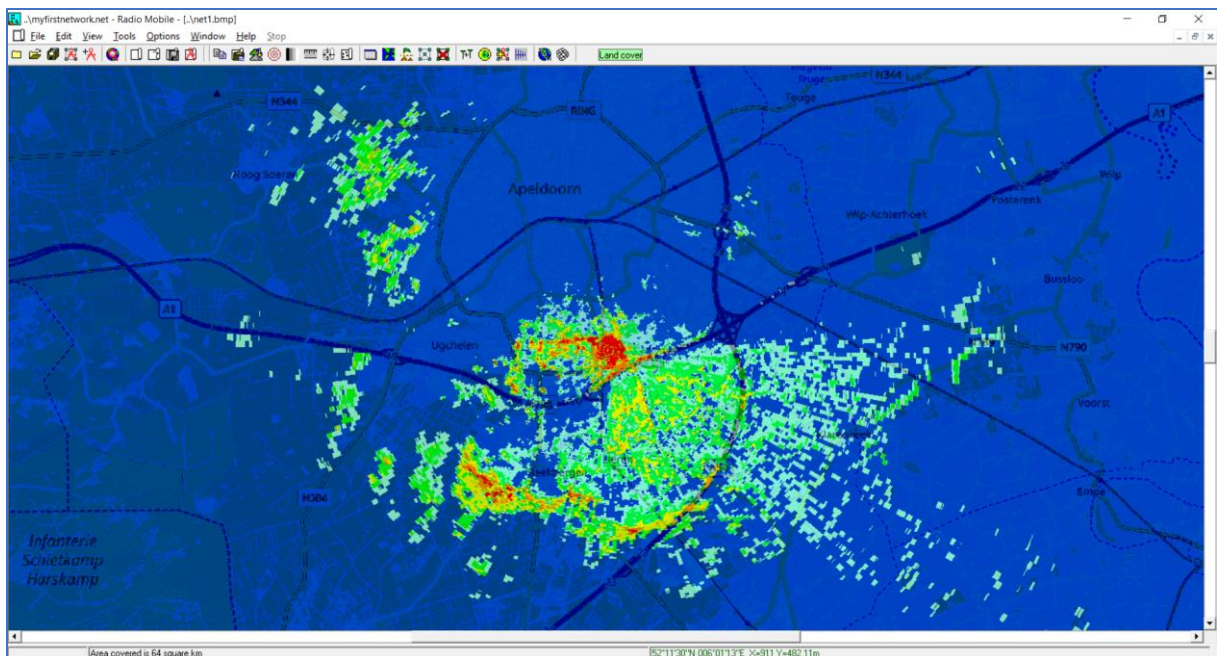 ..\myfirstnetwork.net - Radio Mobile - [..\net1.bmp]
File Edit View Tools Options Window Help Stop
Land cover
N344
Teuge
N344
RING
A1
Hoog Soeren
Apeldoorn
Wilp
Posterenk
Wilp-Achterhoek
Bussloo
A1
Ugchelen
N790
Voorst
Beekbergen
N304
Empe
Infanterie
Schietkamp
Harskamp
Area covered is 64 square km
52°11'30"N 006°01'13"E X=911 Y=482 11m